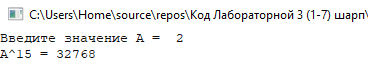 C:\Users\Home\source\repos\Код Лабораторной 3 (1-7) шарп\
Введите значение A =  2
A^15 = 32768